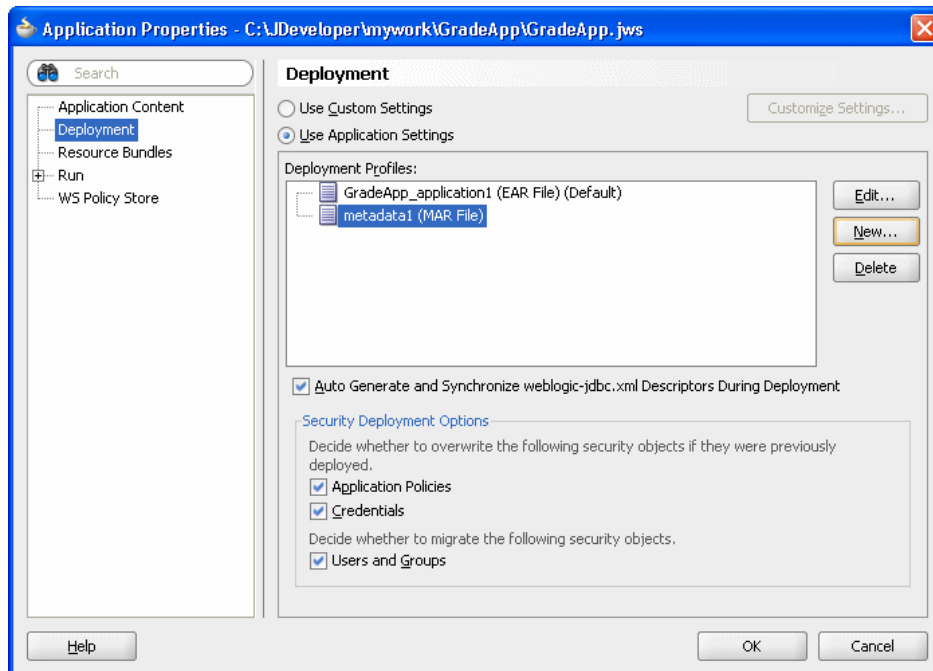 Application Properties - C:\JDeveloper\mywork\GradeApp\GradeApp.jws
Search
Application Content
Deployment
Resource Bundles
Run
WS Policy Store
Deployment
Use Custom Settings
Customize Settings...
Use Application Settings
Deployment Profiles:
GradeApp_application1 (EAR File) (Default)
metadata1 (MAR File)
Edit...
New...
Delete
Auto Generate and Synchronize weblogic-jdbc.xml Descriptors During Deployment
Security Deployment Options
Decide whether to overwrite the following security objects if they were previously
deployed.
Application Policies
Credentials
Decide whether to migrate the following security objects.
Users and Groups
Help
OK
Cancel